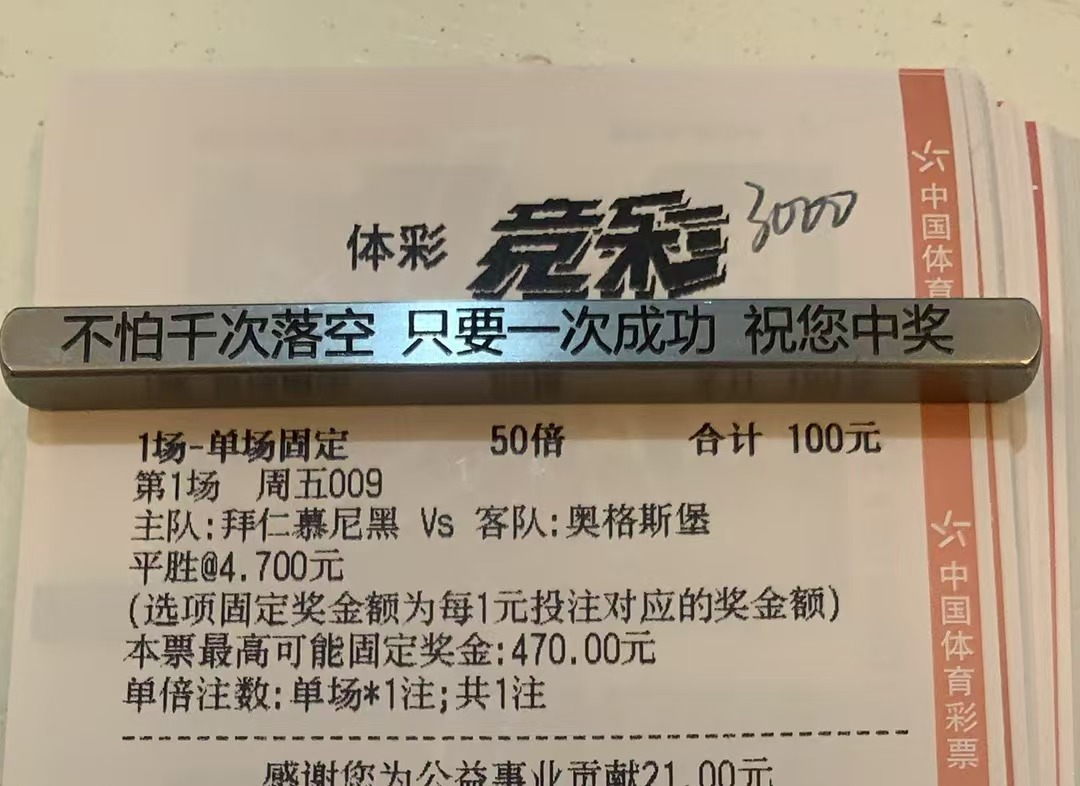 体彩 竞彩 3000
不怕千次落空 只要一次成功 祝您中奖
1场-单场固定 50倍 合计 100元
第1场 周五009
主队:拜仁慕尼黑 Vs 客队:奥格斯堡
平胜@4.700元
(选项固定奖金额为每1元投注对应的奖金额)
本票最高可能固定奖金:470.00元
单倍注数:单场*1注;共1注
感谢您为公益事业贡献21.00元
中国体育
中国体育彩票